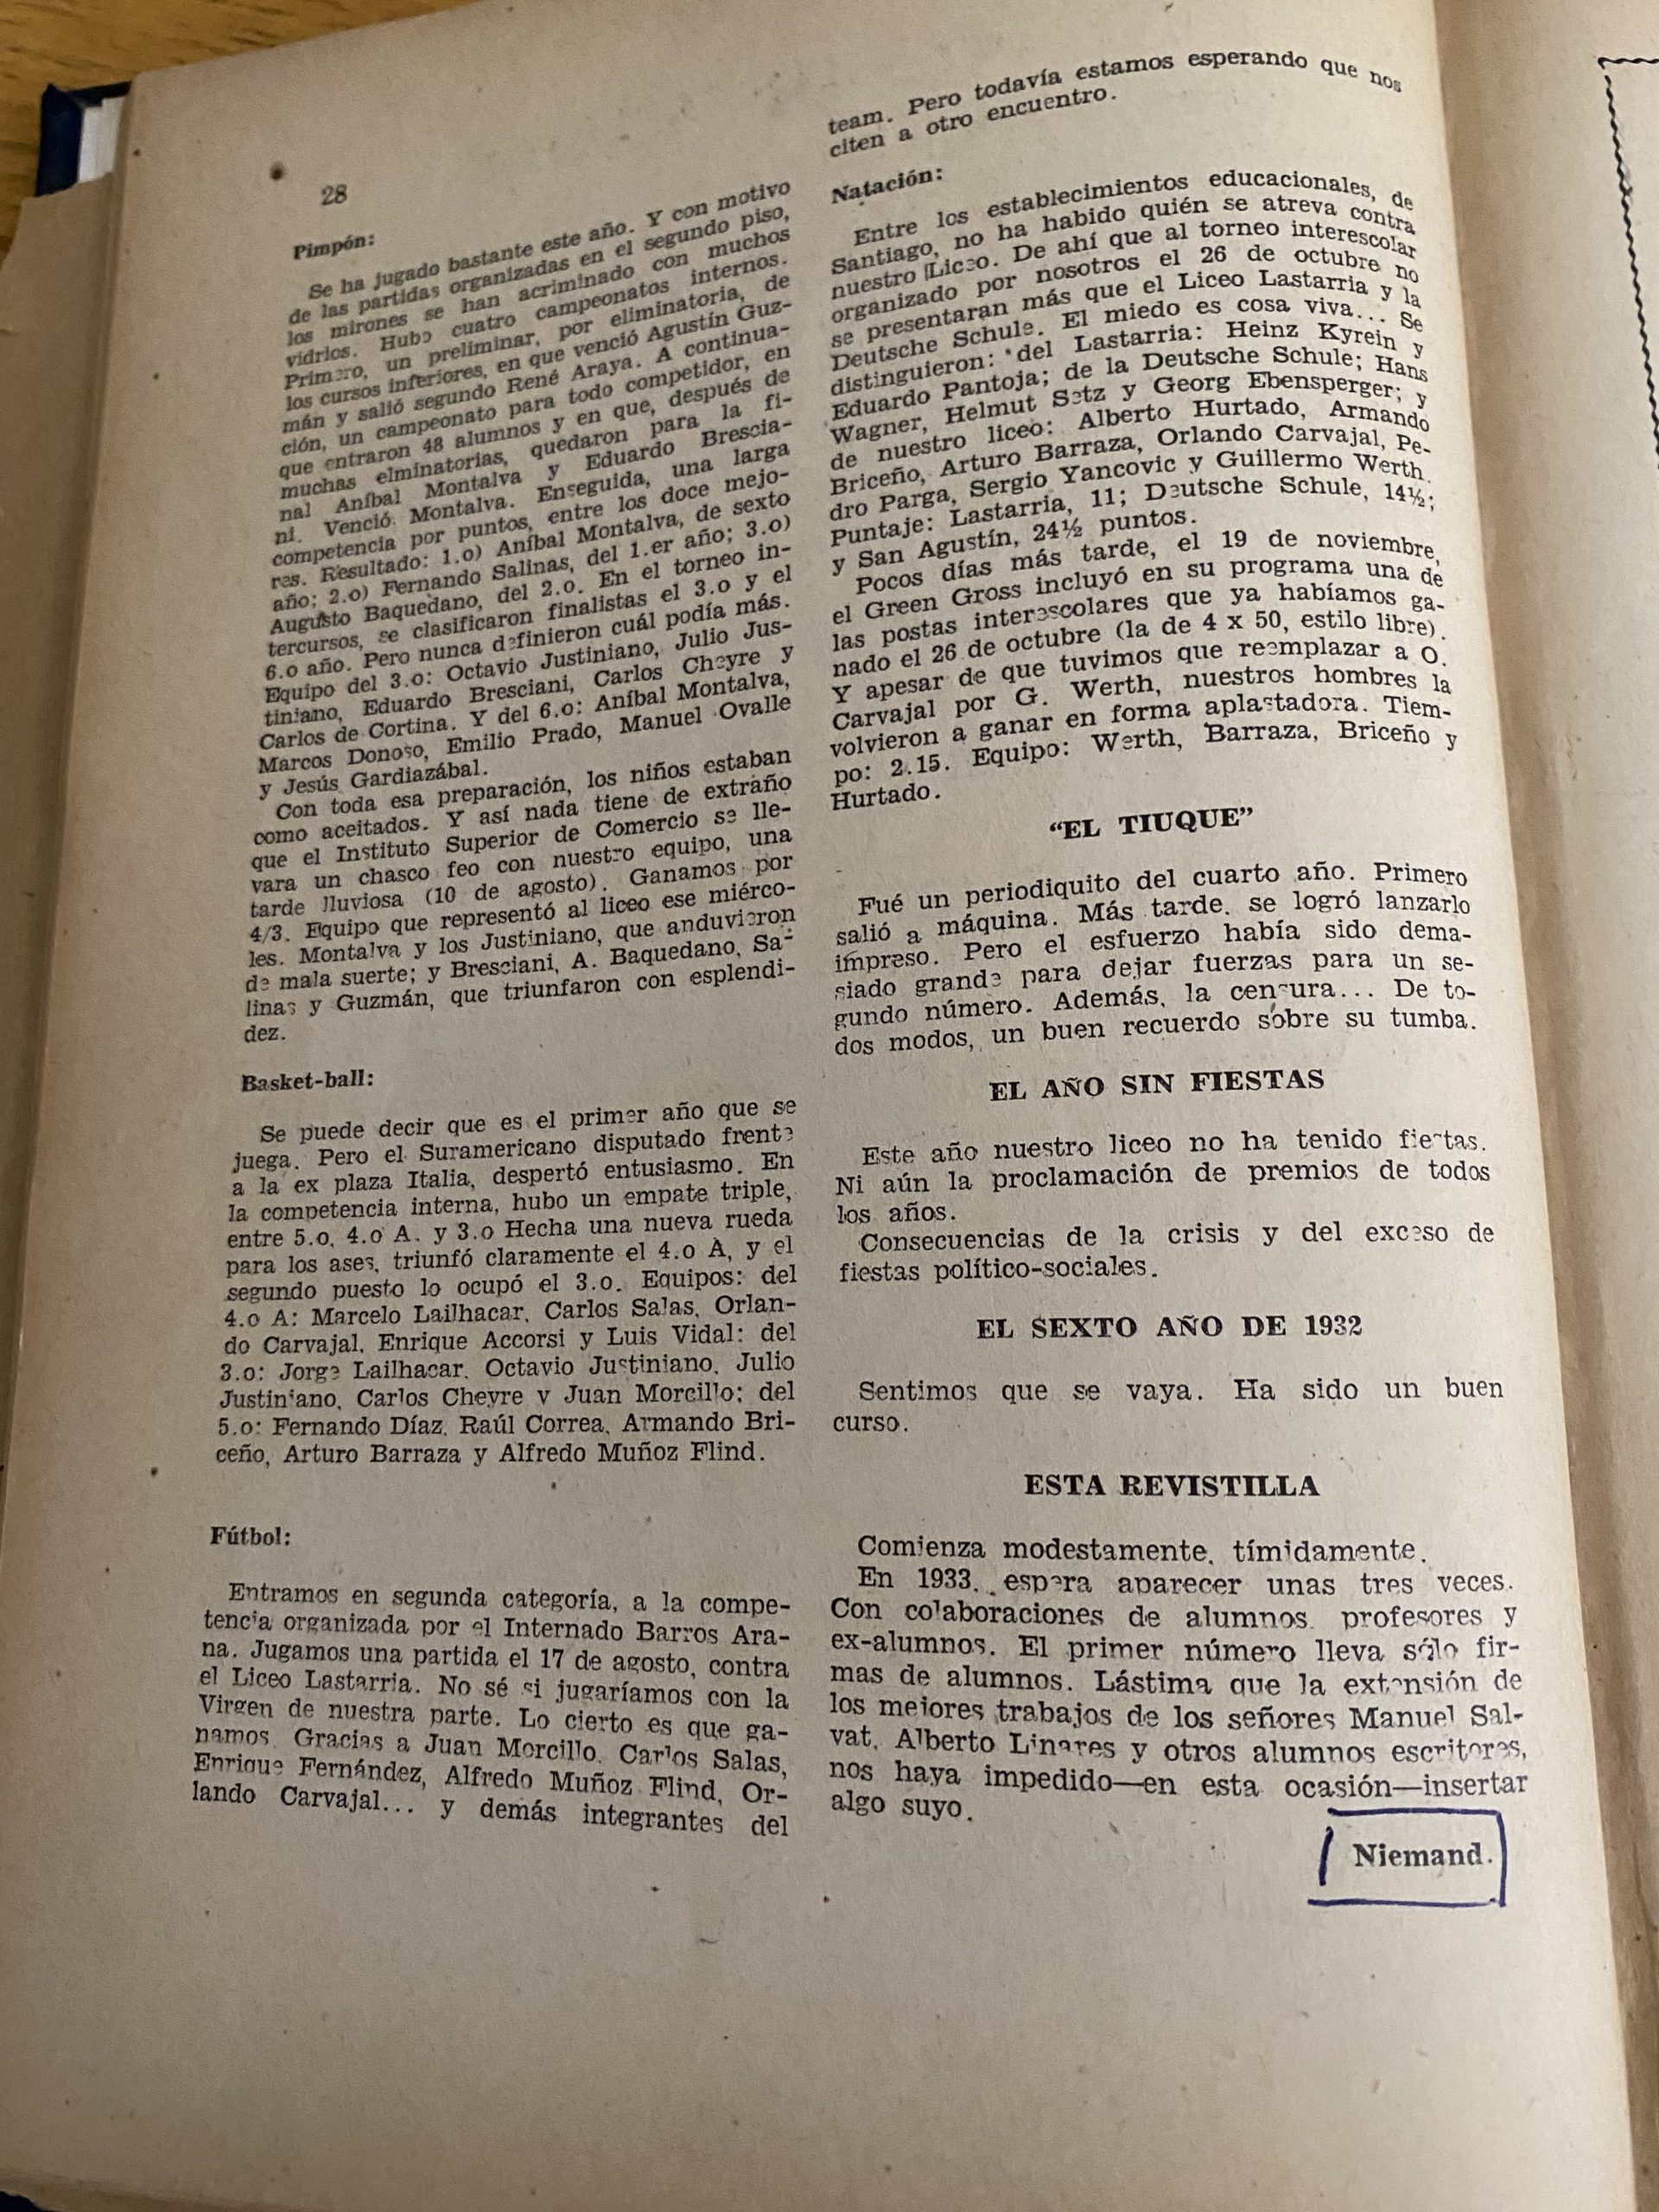 28
Pimpón:
Se ha jugado bastante este año. Y con motivo
de las partidas organizadas en el segundo piso,
los mirones se han acriminado con muchos
vidrios. Hubo cuatro campeonatos internos.
Primero, un preliminar, por eliminatoria, de
los cursos inferiores, en que venció Agustín Guz-
mán y salió segundo René Araya. A continua-
ción, un campeonato para todo competidor, en
que entraron 48 alumnos y en que, después de
muchas elminatorias, quedaron para la fi-
nal Aníbal Montalva y Eduardo Brescia-
ni. Venció Montalva. Enseguida, una larga
competencia por puntos, entre los doce mejo-
res. Resultado: 1.o) Aníbal Montalva, de sexto
año; 2.o) Fernando Salinas, del 1.er año; 3.o)
Augusto Baquedano, del 2.o. En el torneo in-
tercursos, se clasificaron finalistas el 3.o y el
6.o año. Pero nunca definieron cuál podía más.
Equipo del 3.o: Octavio Justiniano, Julio Jus-
tiniano, Eduardo Bresciani, Carlos Cheyre y
Carlos de Cortina. Y del 6.o: Aníbal Montalva,
Marcos Donoso, Emilio Prado, Manuel Ovalle
y Jesús Gardiazábal.
Con toda esa preparación, los niños estaban
como aceitados. Y así nada tiene de extraño
que el Instituto Superior de Comercio se lle-
vara un chasco feo con nuestro equipo, una
tarde lluviosa (10 de agosto). Ganamos por
4/3. Equipo que representó al liceo ese miérco-
les. Montalva y los Justiniano, que anduvieron
de mala suerte; y Bresciani, A. Baquedano, Sa-
linas y Guzmán, que triunfaron con esplendi-
dez.
Basket-ball:
Se puede decir que es el primer año que se
juega. Pero el Suramericano disputado frente
a la ex plaza Italia, despertó entusiasmo. En
la competencia interna, hubo un empate triple,
entre 5.o, 4.o A. y 3.o Hecha una nueva rueda
para los ases, triunfó claramente el 4.o A, y el
segundo puesto lo ocupó el 3.o. Equipos: del
4.o A: Marcelo Lailhacar, Carlos Salas, Orlan-
do Carvajal, Enrique Accorsi y Luis Vidal: del
3.o: Jorge Lailhacar. Octavio Justiniano, Julio
Justiniano, Carlos Cheyre y Juan Morcillo; del
5.o: Fernando Díaz, Raúl Correa, Armando Bri-
ceño, Arturo Barraza y Alfredo Muñoz Flind.
Fútbol:
Entramos en segunda categoría, a la compe-
tencia organizada por el Internado Barros Ara-
na. Jugamos una partida el 17 de agosto, contra
el Liceo Lastarria. No sé si jugaríamos con la
Virgen de nuestra parte. Lo cierto es que ga-
namos. Gracias a Juan Morcillo, Carlos Salas,
Enrique Fernández, Alfredo Muñoz Flind, Or-
lando Carvajal... y demás integrantes del
team. Pero todavía estamos esperando que nos
citen a otro encuentro.
Natación:
Entre los establecimientos educacionales, de
Santiago, no ha habido quién se atreva contra
nuestro Liceo. De ahí que al torneo interescolar
organizado por nosotros el 26 de octubre no
se presentaran más que el Liceo Lastarria y la
Deutsche Schule. El miedo es cosa viva... Se
distinguieron: del Lastarria: Heinz Kyrein y
Eduardo Pantoja; de la Deutsche Schule; Hans
Wagner, Helmut Setz y Georg Ebensperger; y
de nuestro liceo: Alberto Hurtado, Armando
Briceño, Arturo Barraza, Orlando Carvajal, Pe-
dro Parga, Sergio Yancovic y Guillermo Werth.
Puntaje: Lastarria, 11; Deutsche Schule, 14½;
y San Agustín, 24½ puntos.
Pocos días más tarde, el 19 de noviembre,
el Green Gross incluyó en su programa una de
las postas interescolares que ya habíamos ga-
nado el 26 de octubre (la de 4 x 50, estilo libre).
Y apesar de que tuvimos que reemplazar a O.
Carvajal por G. Werth, nuestros hombres la
volvieron a ganar en forma aplastadora. Tiem-
po: 2.15. Equipo: Werth, Barraza, Briceño y
Hurtado.
“EL TIUQUE”
Fué un periodiquito del cuarto año. Primero
salió a máquina. Más tarde. se logró lanzarlo
impreso. Pero el esfuerzo había sido dema-
siado grande para dejar fuerzas para un se-
gundo número. Además, la censura... De to-
dos modos, un buen recuerdo sobre su tumba.
EL AÑO SIN FIESTAS
Este año nuestro liceo no ha tenido fiestas.
Ni aún la proclamación de premios de todos
los años.
Consecuencias de la crisis y del exceso de
fiestas político-sociales.
EL SEXTO AÑO DE 1932
Sentimos que se vaya. Ha sido un buen
curso.
ESTA REVISTILLA
Comienza modestamente, tímidamente.
En 1933, espera aparecer unas tres veces.
Con colaboraciones de alumnos, profesores y
ex-alumnos. El primer número lleva sólo fir-
mas de alumnos. Lástima que la extensión de
los mejores trabajos de los señores Manuel Sal-
vat, Alberto Linares y otros alumnos escritores,
nos haya impedido—en esta ocasión—insertar
algo suyo.
Niemand.